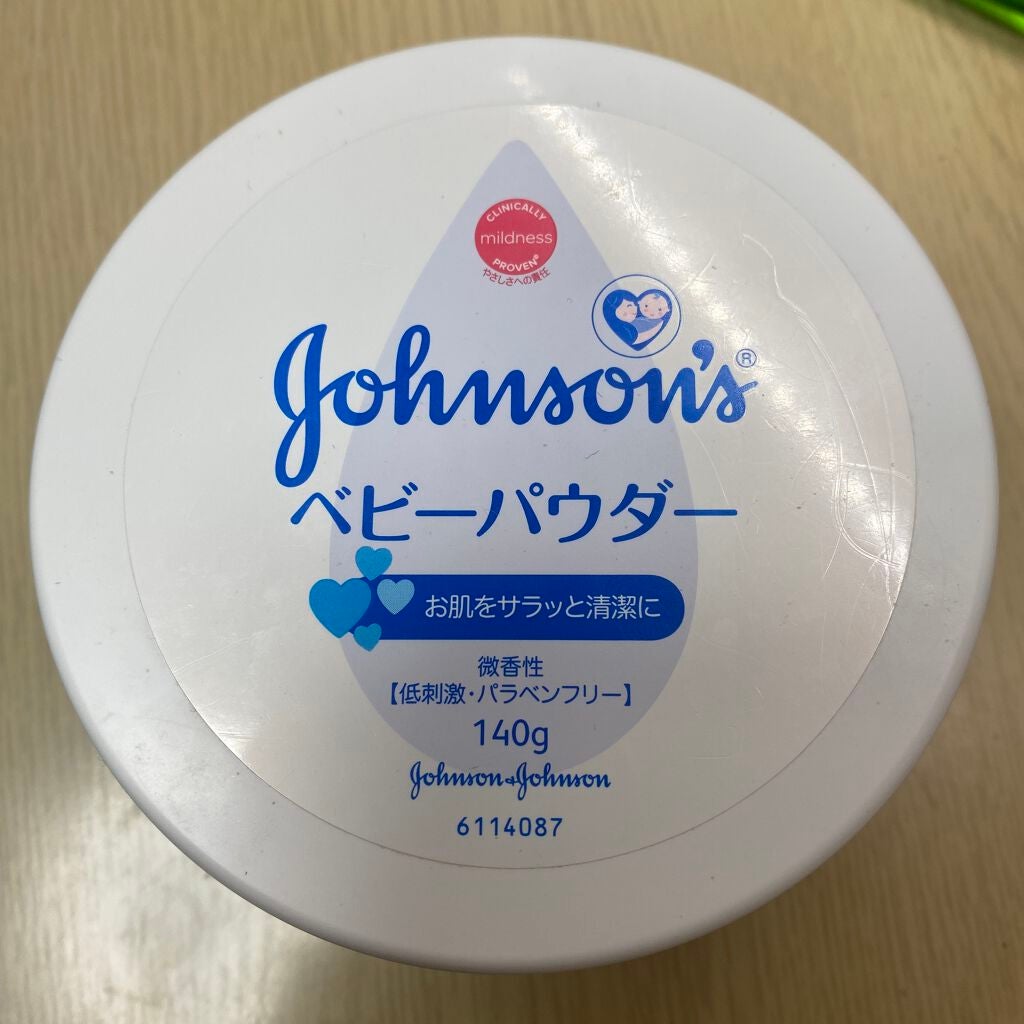 CLINICALLY
mildness
PROVEN®
やさしさへの責任
Johnson's®
ベビーパウダー
お肌をサラッと清潔に
微香性
【低刺激・パラベンフリー】
140g
Johnson & Johnson
6114087